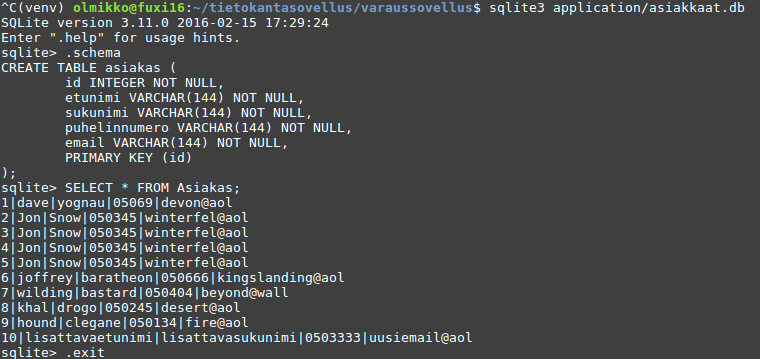 ^C(venv) olmikko@fuxi16:~/tietokantasovellus/varaussovellus$ sqlite3 application/asiakkaat.db
SQLite version 3.11.0 2016-02-15 17:29:24
Enter ".help" for usage hints.
sqlite> .schema
CREATE TABLE asiakas (
        id INTEGER NOT NULL,
        etunimi VARCHAR(144) NOT NULL,
        sukunimi VARCHAR(144) NOT NULL,
        puhelinnumero VARCHAR(144) NOT NULL,
        email VARCHAR(144) NOT NULL,
        PRIMARY KEY (id)
);
sqlite> SELECT * FROM Asiakas;
1|dave|yognau|05069|devon@aol
2|Jon|Snow|050345|winterfel@aol
3|Jon|Snow|050345|winterfel@aol
4|Jon|Snow|050345|winterfel@aol
5|Jon|Snow|050345|winterfel@aol
6|joffrey|baratheon|050666|kingslanding@aol
7|wilding|bastard|050404|beyond@wall
8|khal|drogo|050245|desert@aol
9|hound|clegane|050134|fire@aol
10|lisattavaetunimi|lisattavasukunimi|0503333|uusiemail@aol
sqlite> .exit